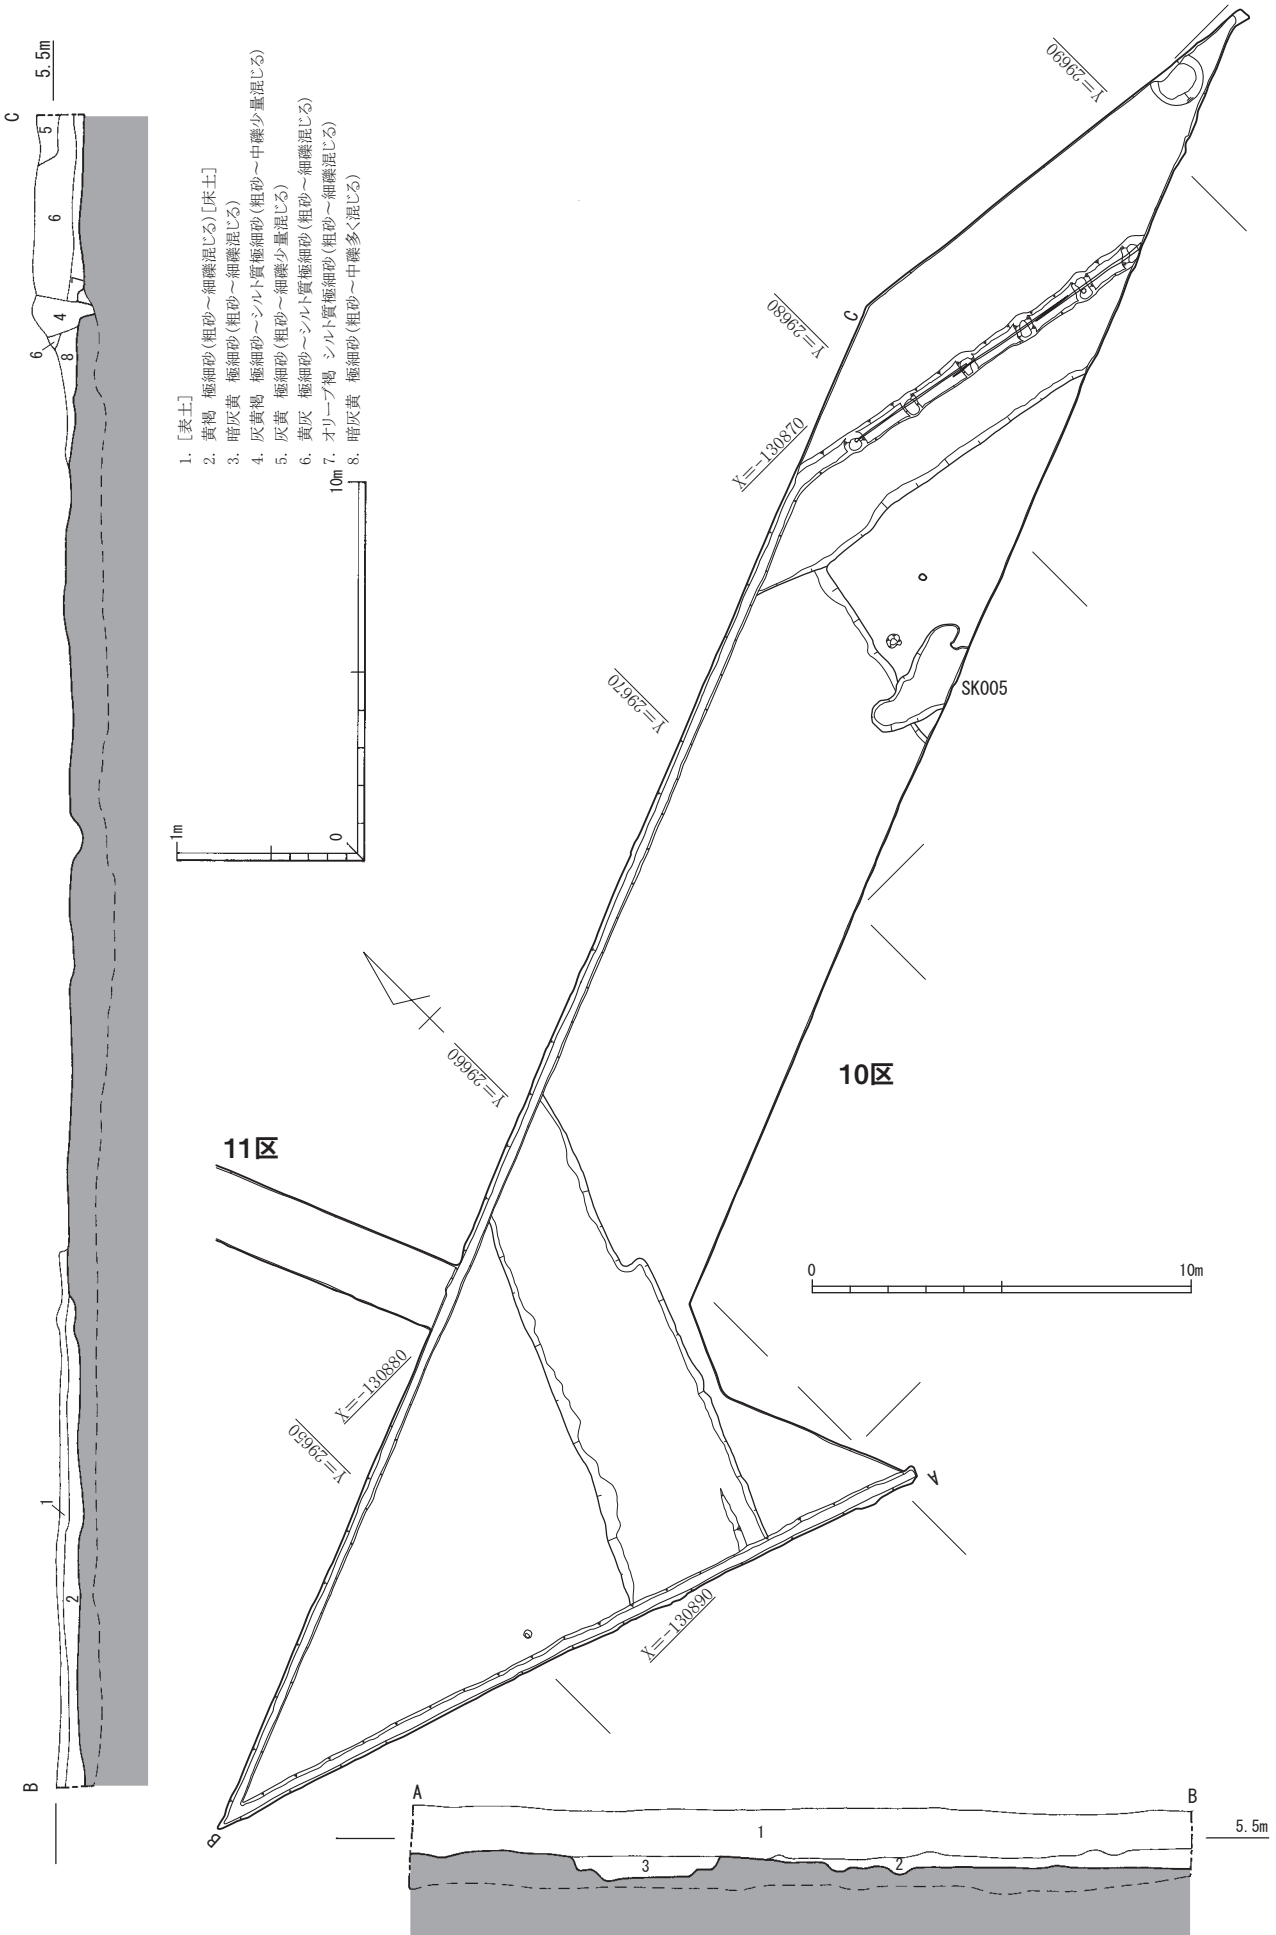 C
5.5m
5
6
4
6
8
7
1
2
B
1. [表土]
2. 黄褐 極細砂(粗砂～細礫混じる)[床土]
3. 暗灰黄 極細砂(粗砂～細礫混じる)
4. 灰黄褐 極細砂～シルト質極細砂(粗砂～中礫少量混じる)
5. 灰黄 極細砂(粗砂～細礫少量混じる)
6. 黄灰 極細砂～シルト質極細砂(粗砂～細礫混じる)
7. オリーブ褐 シルト質極細砂(粗砂～細礫混じる)
8. 暗灰黄 極細砂(粗砂～中礫多く混じる)
10m
1m
0
Y=29690
Y=29680
C
X=-130870
Y=29670
SK005
Y=29660
10区
11区
0
10m
X=-130880
Y=29650
A
X=-130890
B
A
B
5.5m
1
2
3